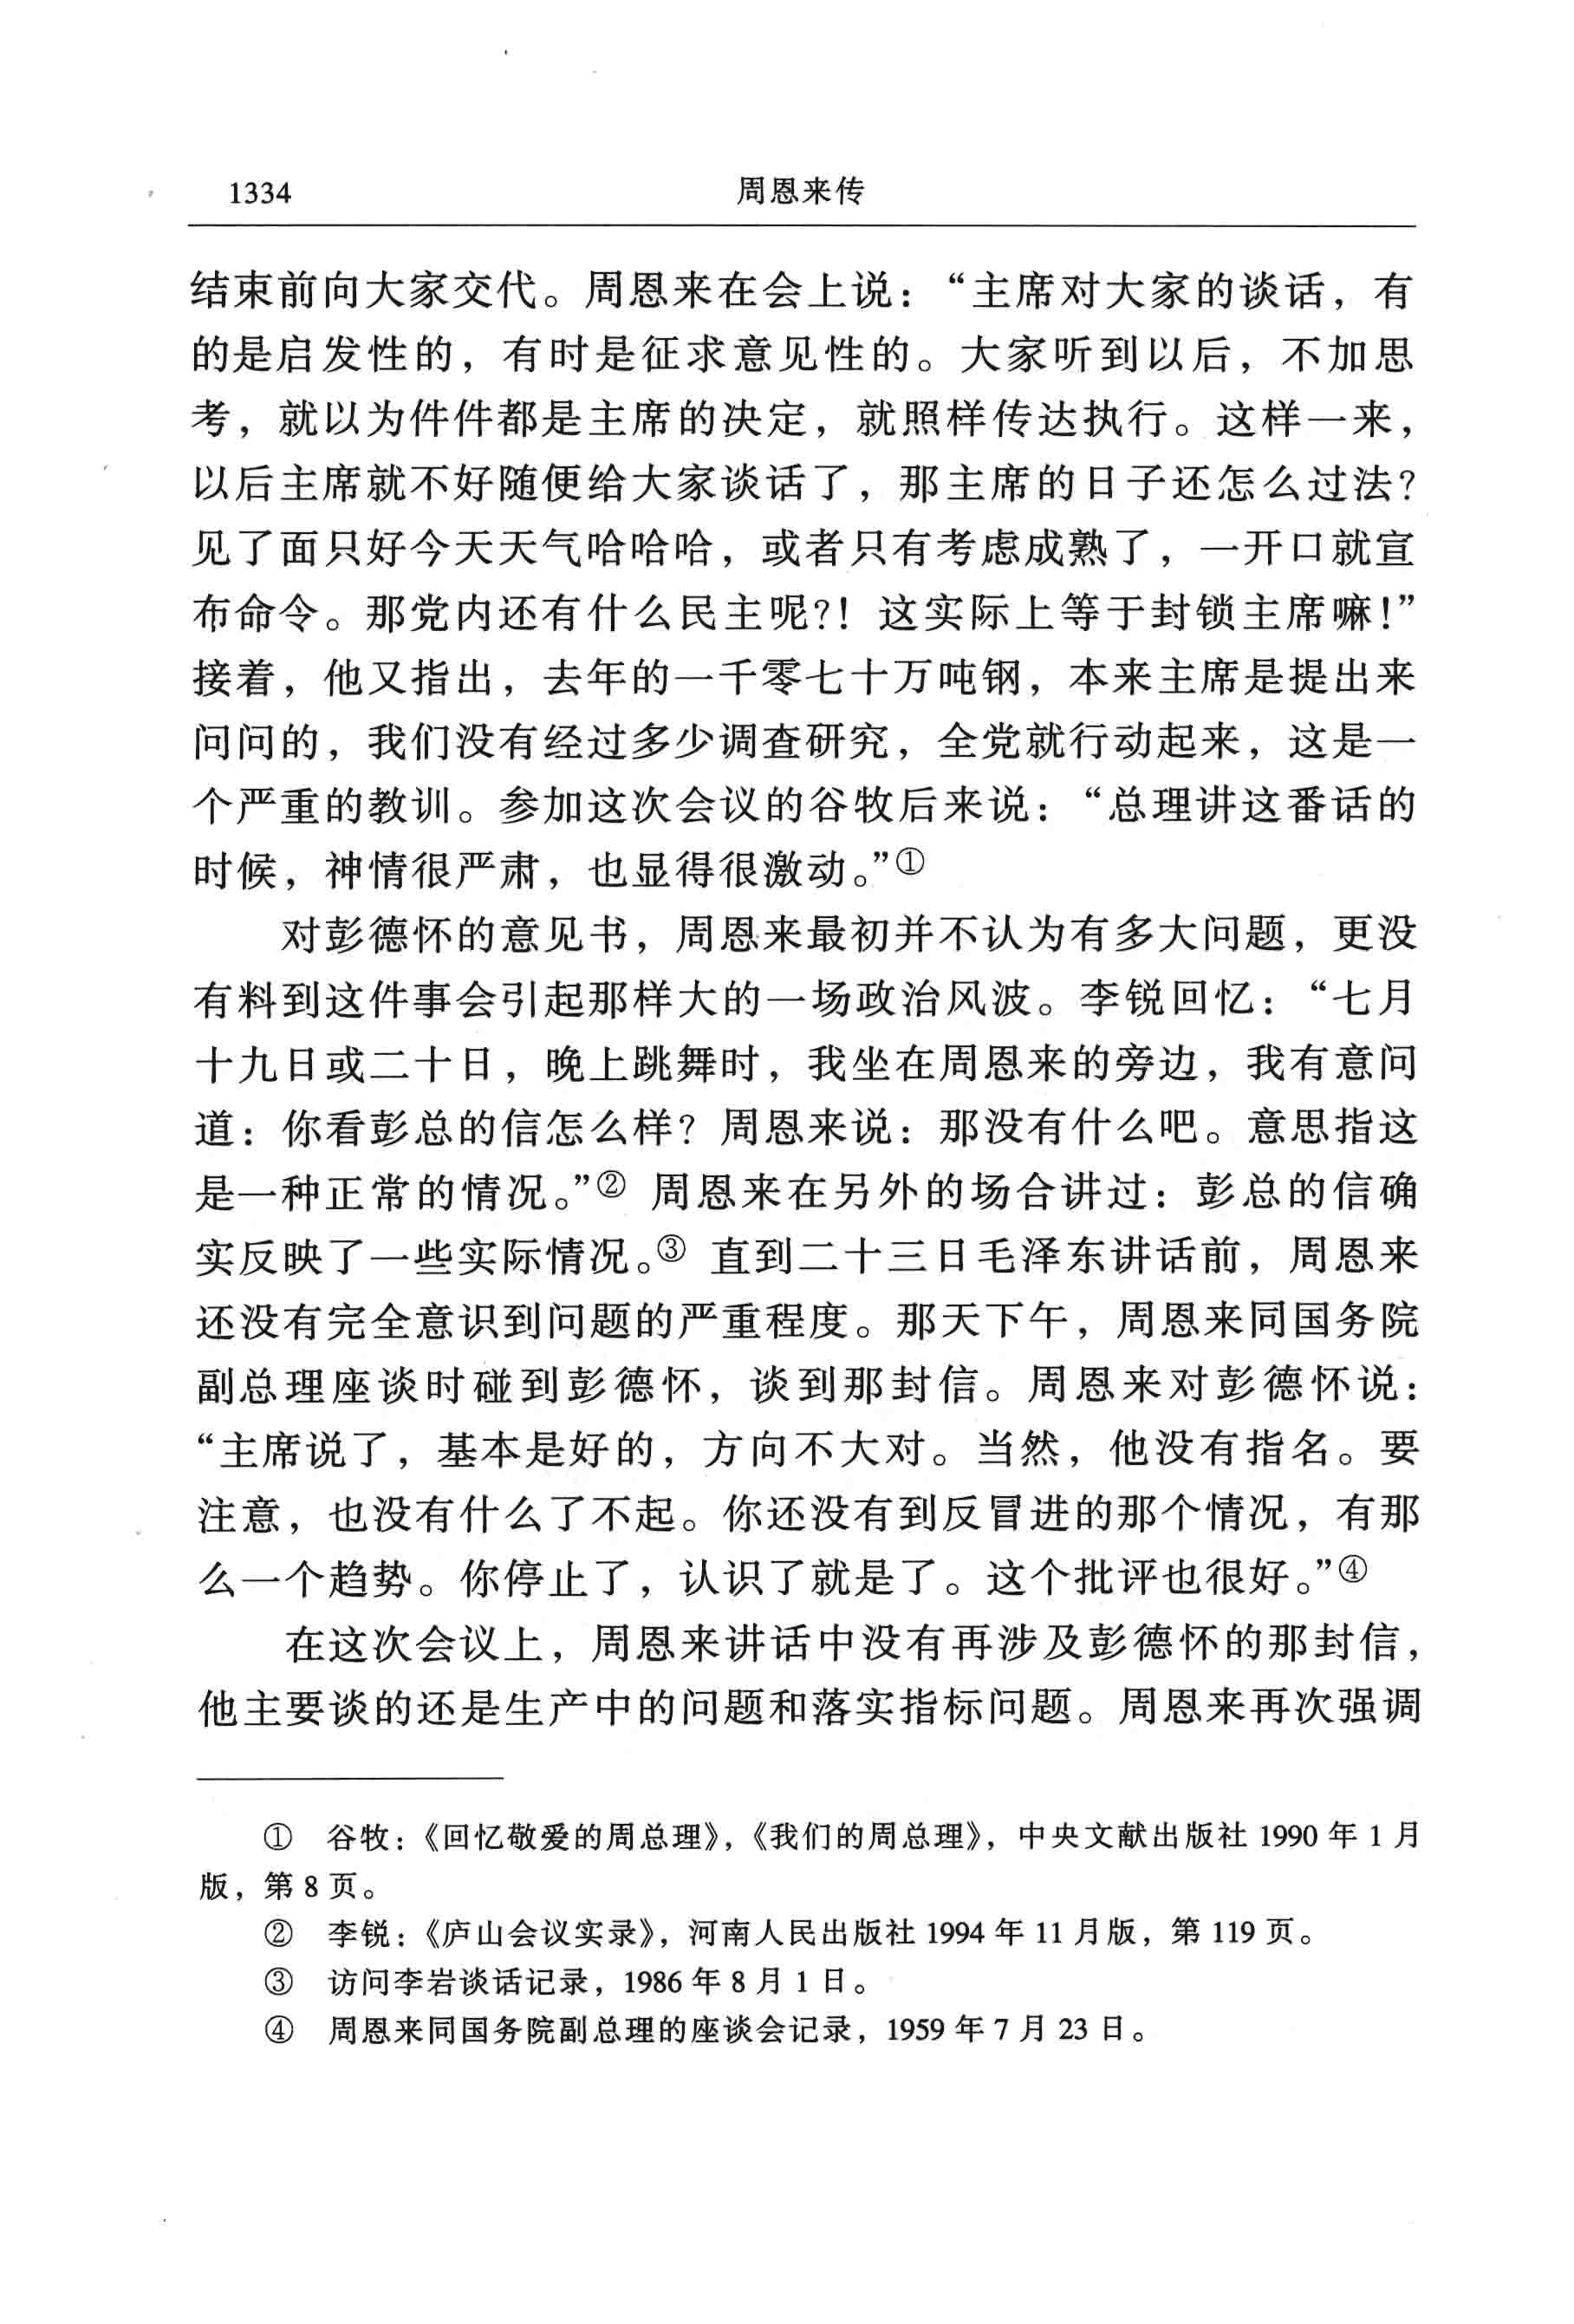 1334
周恩来传
结束前向大家交代。周恩来在会上说：“主席对大家的谈话，有
的是启发性的，有时是征求意见性的。大家听到以后，不加思
考，就以为件件都是主席的决定，就照样传达执行。这样一来，
以后主席就不好随便给大家谈话了，那主席的日子还怎么过法？
见了面只好今天天气哈哈哈，或者只有考虑成熟了，一开口就宣
布命令。那党内还有什么民主呢？！这实际上等于封锁主席嘛！”
接着，他又指出，去年的一千零七十万吨钢，本来主席是提出来
问问的，我们没有经过多少调查研究，全党就行动起来，这是一
个严重的教训。参加这次会议的谷牧后来说：“总理讲这番话的
时候，神情很严肃，也显得很激动。”①
对彭德怀的意见书，周恩来最初并不认为有多大问题，更没
有料到这件事会引起那样大的一场政治风波。李锐回忆：“七月
十九日或二十日，晚上跳舞时，我坐在周恩来的旁边，我有意问
道：你看彭总的信怎么样？周恩来说：那没有什么吧。意思指这
是一种正常的情况。”② 周恩来在另外的场合讲过：彭总的信确
实反映了一些实际情况。③ 直到二十三日毛泽东讲话前，周恩来
还没有完全意识到问题的严重程度。那天下午，周恩来同国务院
副总理座谈时碰到彭德怀，谈到那封信。周恩来对彭德怀说：
“主席说了，基本是好的，方向不大对。当然，他没有指名。要
注意，也没有什么了不起。你还没有到反冒进的那个情况，有那
么一个趋势。你停止了，认识了就是了。这个批评也很好。”④
在这次会议上，周恩来讲话中没有再涉及彭德怀的那封信，
他主要谈的还是生产中的问题和落实指标问题。周恩来再次强调
① 谷牧：《回忆敬爱的周总理》，《我们的周总理》，中央文献出版社 1990 年 1 月
版，第 8 页。
② 李锐：《庐山会议实录》，河南人民出版社 1994 年 11 月版，第 119 页。
③ 访问李岩谈话记录，1986 年 8 月 1 日。
④ 周恩来同国务院副总理的座谈会记录，1959 年 7 月 23 日。